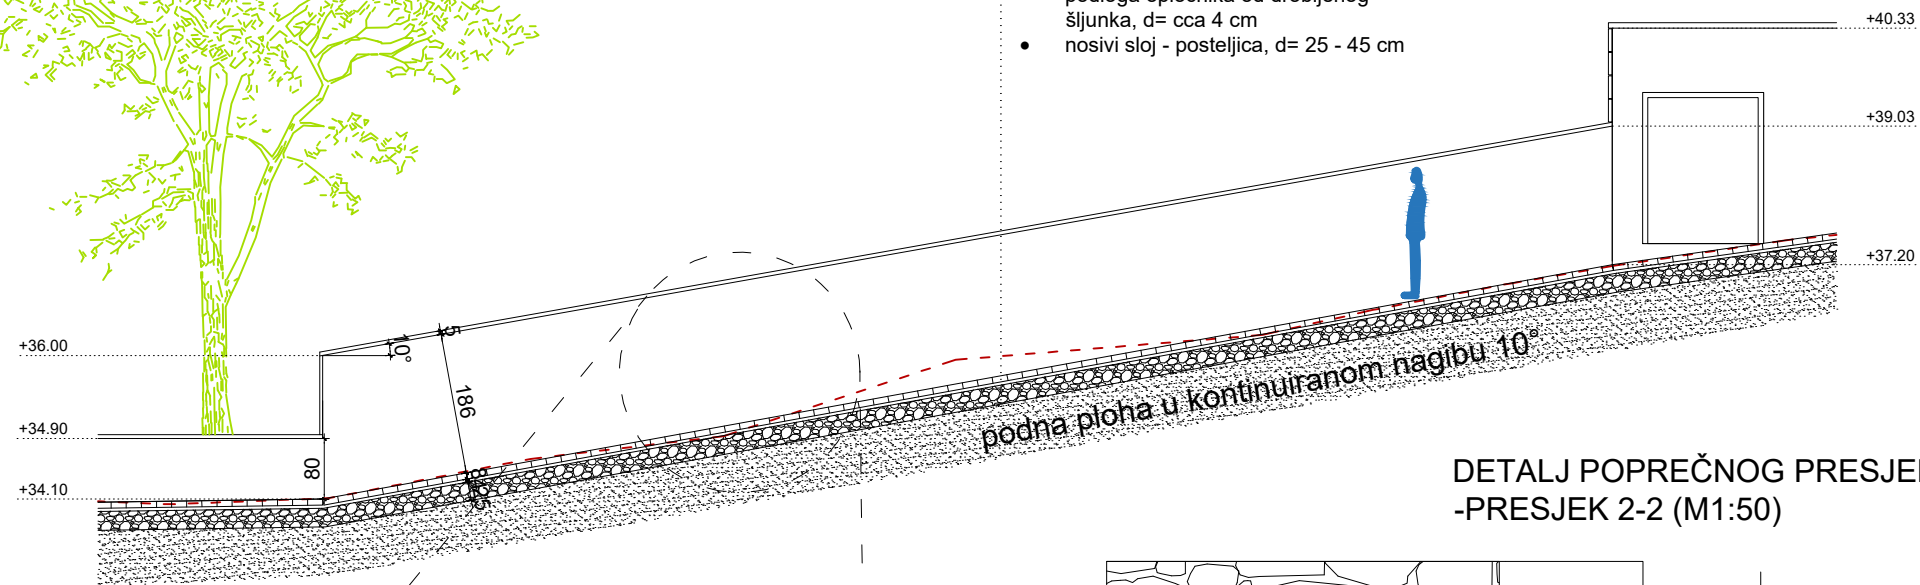 šljunka, d= cca 4 cm
• nosivi sloj - posteljica, d= 25 - 45 cm
+40.33
+39.03
+37.20
+36.00
10°
5
186
+34.90
80
+34.10
8
podna ploha u kontinuiranom nagibu 10°
DETALJ POPREČNOG PRESJE
-PRESJEK 2-2 (M1:50)